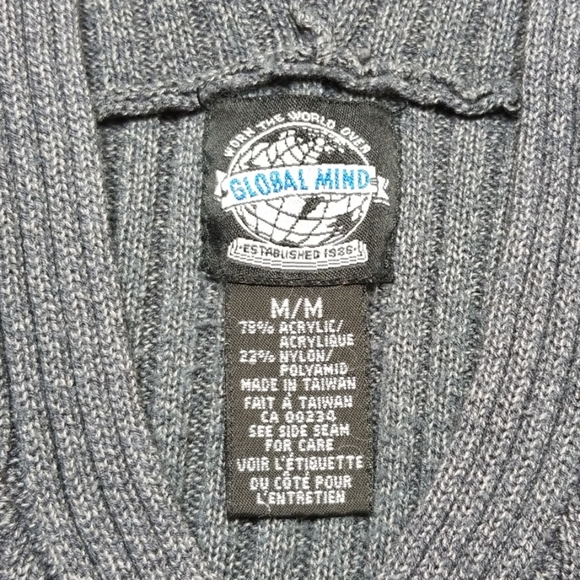 WORN THE WORLD OVER
GLOBAL MIND
·ESTABLISHED 1986·
M/M
78% ACRYLIC/
ACRYLIQUE
22% NYLON/
POLYAMID
MADE IN TAIWAN
FAIT À TAIWAN
CA 00234
SEE SIDE SEAM
FOR CARE
VOIR L'ÉTIQUETTE
DU CÔTÉ POUR
L'ENTRETIEN